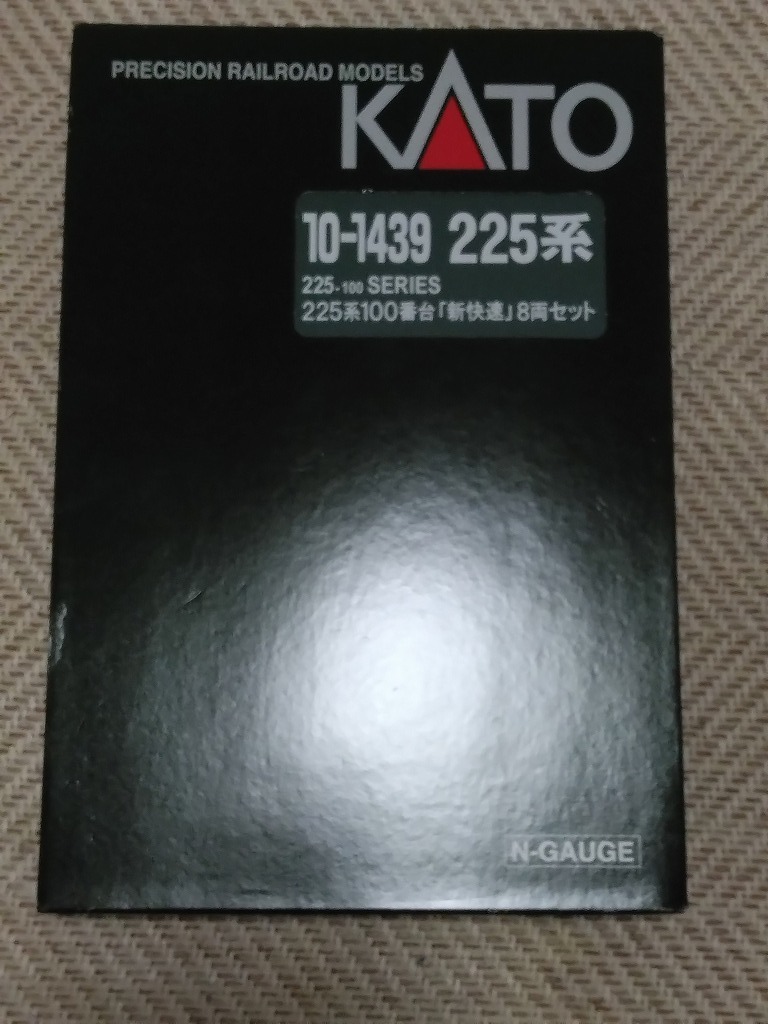 PRECISION RAILROAD MODELS
KATO
10-1439 225系
225-100 SERIES
225系100番台「新快速」8両セット
N-GAUGE